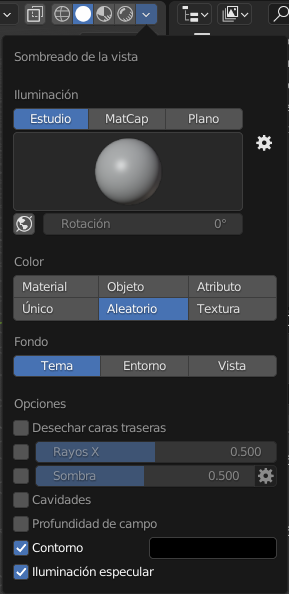 Sombreado de la vista
Iluminación
Estudio MatCap Plano
Rotación 0°
Color
Material Objeto Atributo
Único Aleatorio Textura
Fondo
Tema Entorno Vista
Opciones
Desechar caras traseras
Rayos X 0.500
Sombra 0.500
Cavidades
Profundidad de campo
Contorno
Iluminación especular